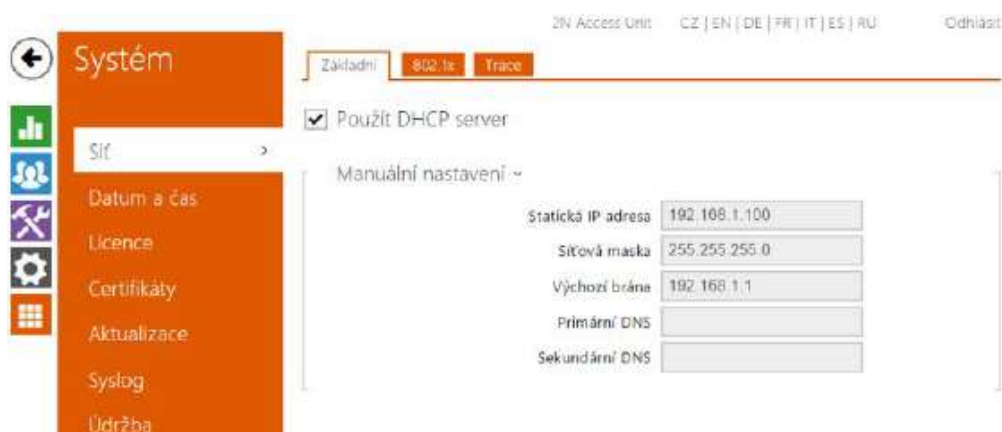 2N Access Unit CZ | EN | DE | FR | IT | ES | RU Odhlásit
Systém
Základní 802.1x Trace
Použít DHCP server
Síť
Manuální nastavení
Datum a čas
Statická IP adresa 192.168.1.100
Síťová maska 255.255.255.0
Licence
Výchozí brána 192.168.1.1
Certifikáty
Primární DNS
Aktualizace
Sekundární DNS
Syslog
Údržba